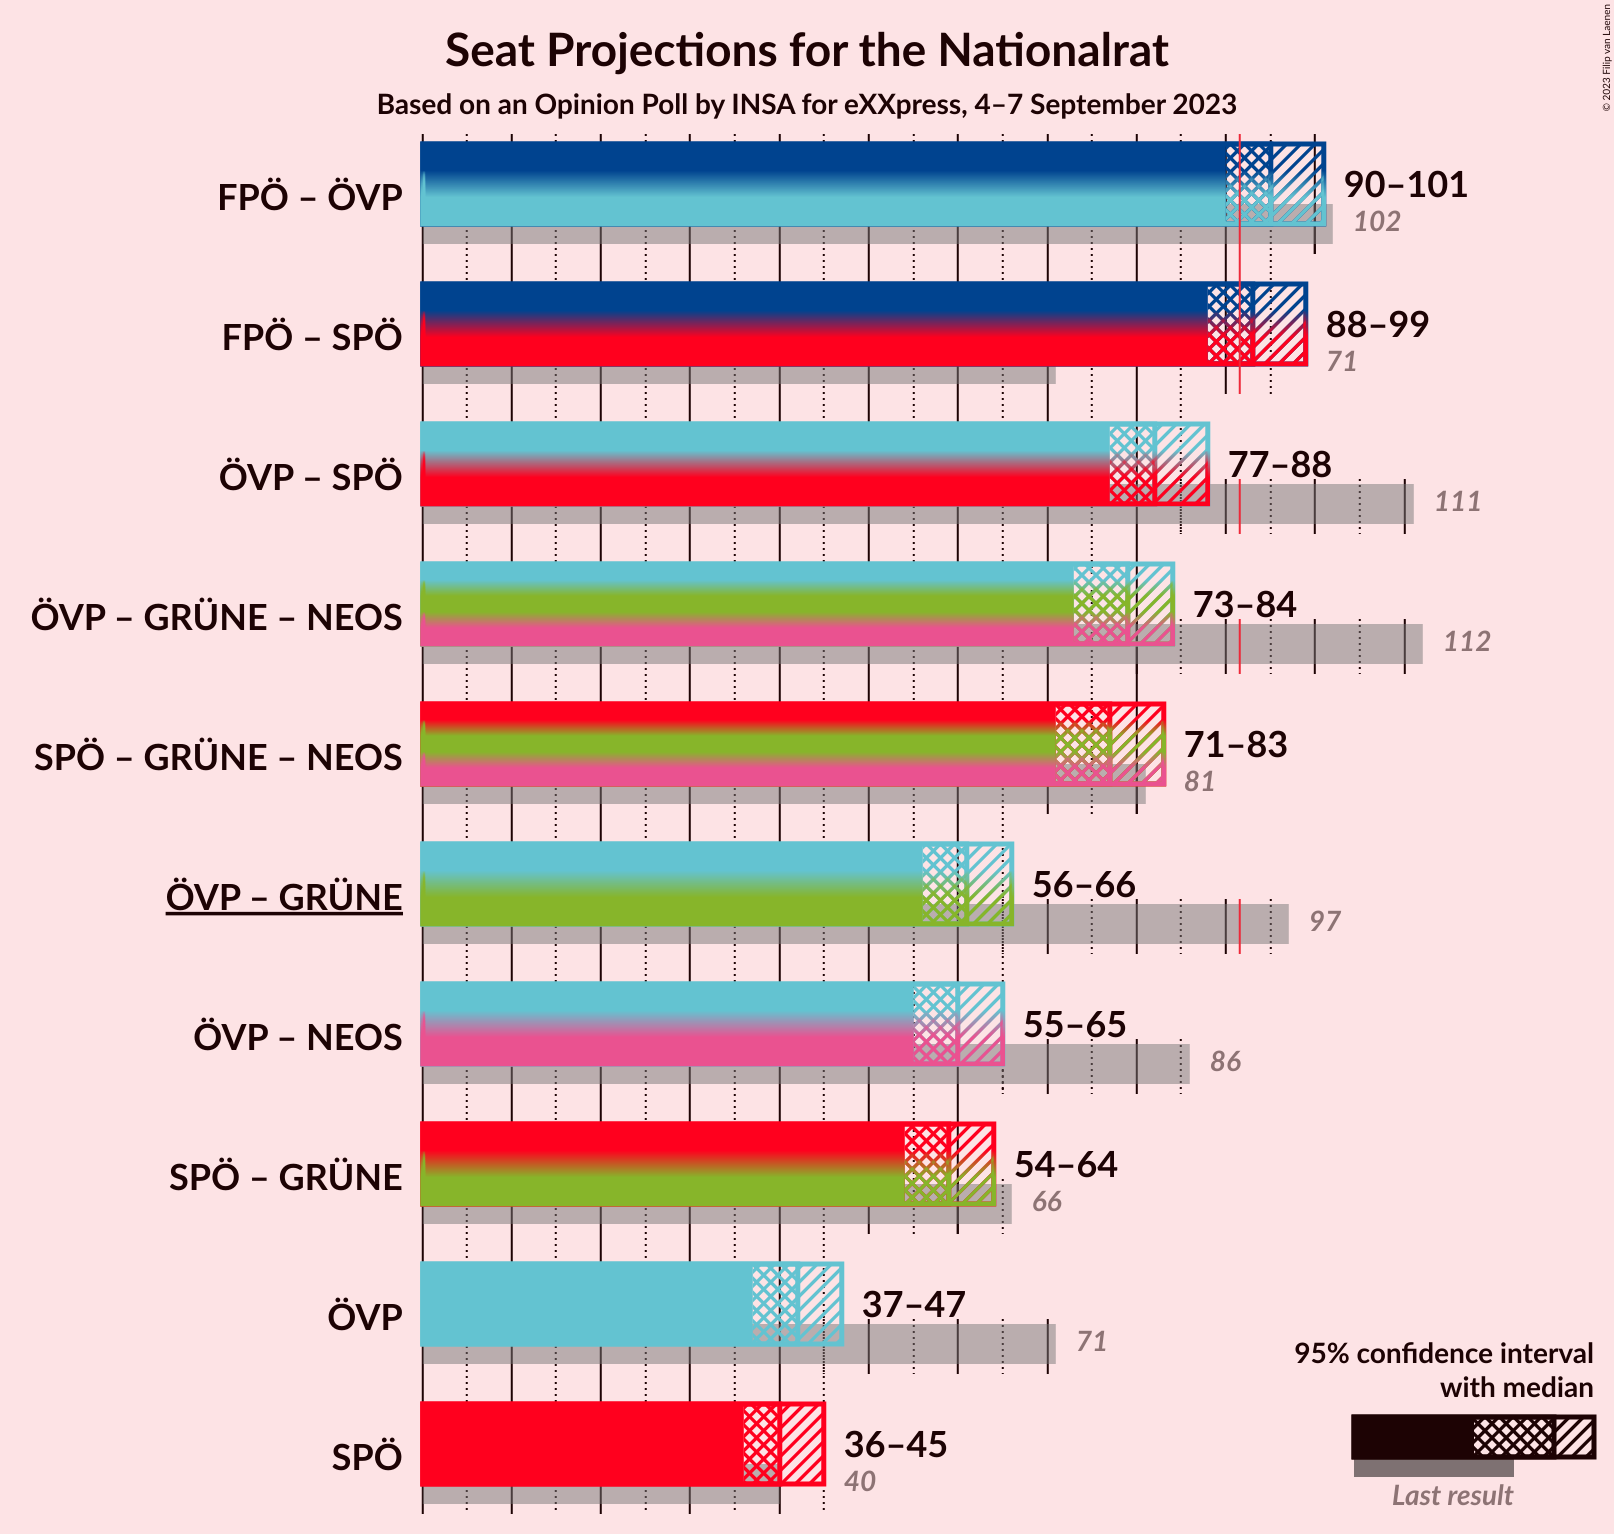 Seat Projections for the Nationalrat
Based on an Opinion Poll by INSA for eXXpress, 4–7 September 2023
© 2023 Filip van Laenen
FPÖ – ÖVP
90–101
102
FPÖ – SPÖ
88–99
71
ÖVP – SPÖ
77–88
111
ÖVP – GRÜNE – NEOS
73–84
112
SPÖ – GRÜNE – NEOS
71–83
81
ÖVP – GRÜNE
56–66
97
ÖVP – NEOS
55–65
86
SPÖ – GRÜNE
54–64
66
ÖVP
37–47
71
SPÖ
36–45
40
95% confidence interval
with median
Last result